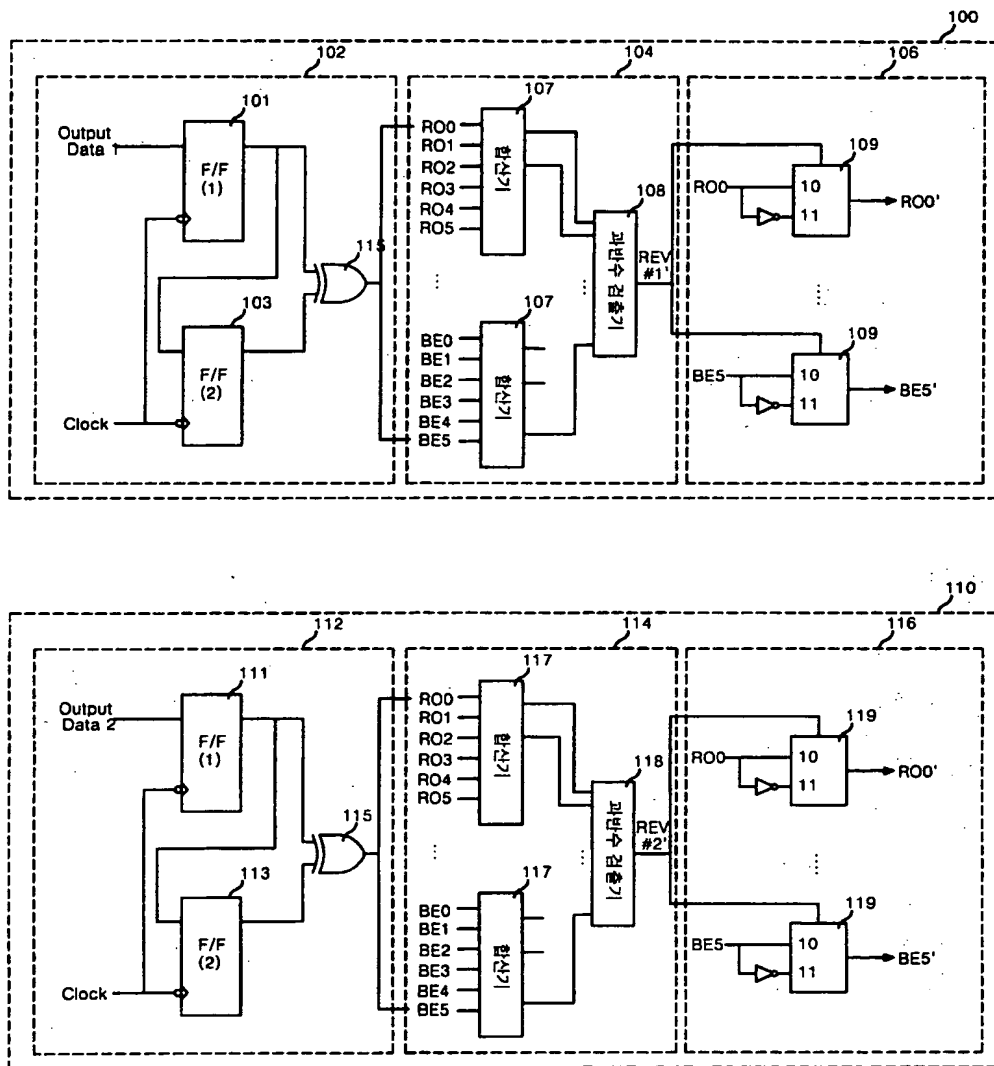 100
102
104
106
101
Output
Data 1
F/F
(1)
103
F/F
(2)
Clock
115
107
RO0
RO1
RO2
RO3
RO4
RO5
합산기
107
BE0
BE1
BE2
BE3
BE4
BE5
합산기
108
과반수 검출기
REV
#1'
109
RO0
10
11
RO0'
109
BE5
10
11
BE5'
110
112
114
116
111
Output
Data 2
F/F
(1)
113
F/F
(2)
Clock
115
117
RO0
RO1
RO2
RO3
RO4
RO5
합산기
117
BE0
BE1
BE2
BE3
BE4
BE5
합산기
118
과반수 검출기
REV
#2'
119
RO0
10
11
RO0'
119
BE5
10
11
BE5'